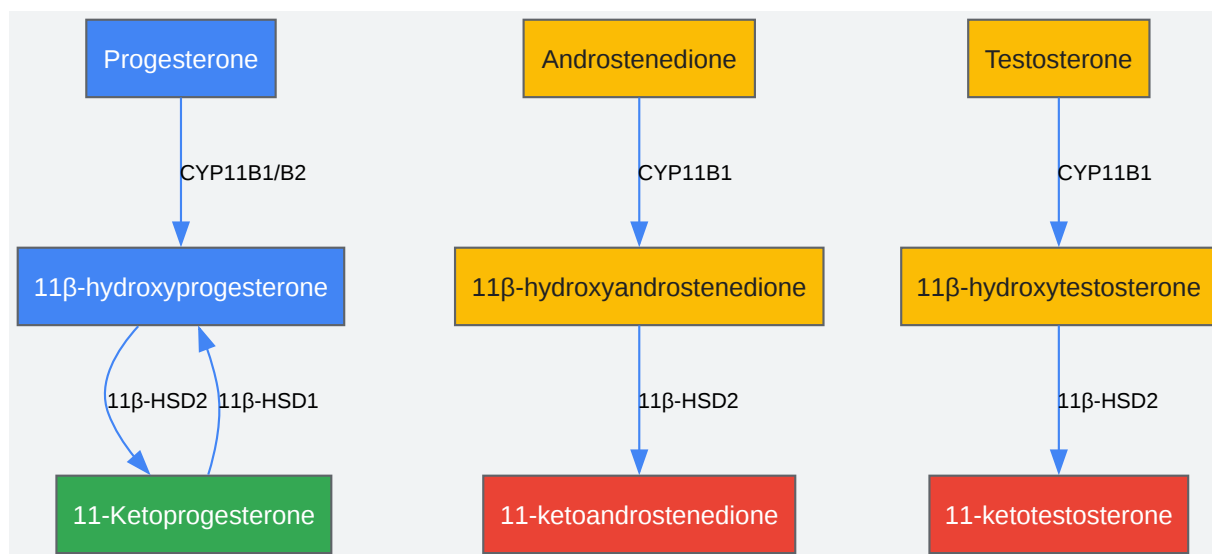 Progesterone
Androstenedione
Testosterone
CYP11B1/B2
CYP11B1
CYP11B1
11β-hydroxyprogesterone
11β-hydroxyandrostenedione
11β-hydroxytestosterone
11β-HSD2
11β-HSD1
11β-HSD2
11β-HSD2
11-Ketoprogesterone
11-ketoandrostenedione
11-ketotestosterone